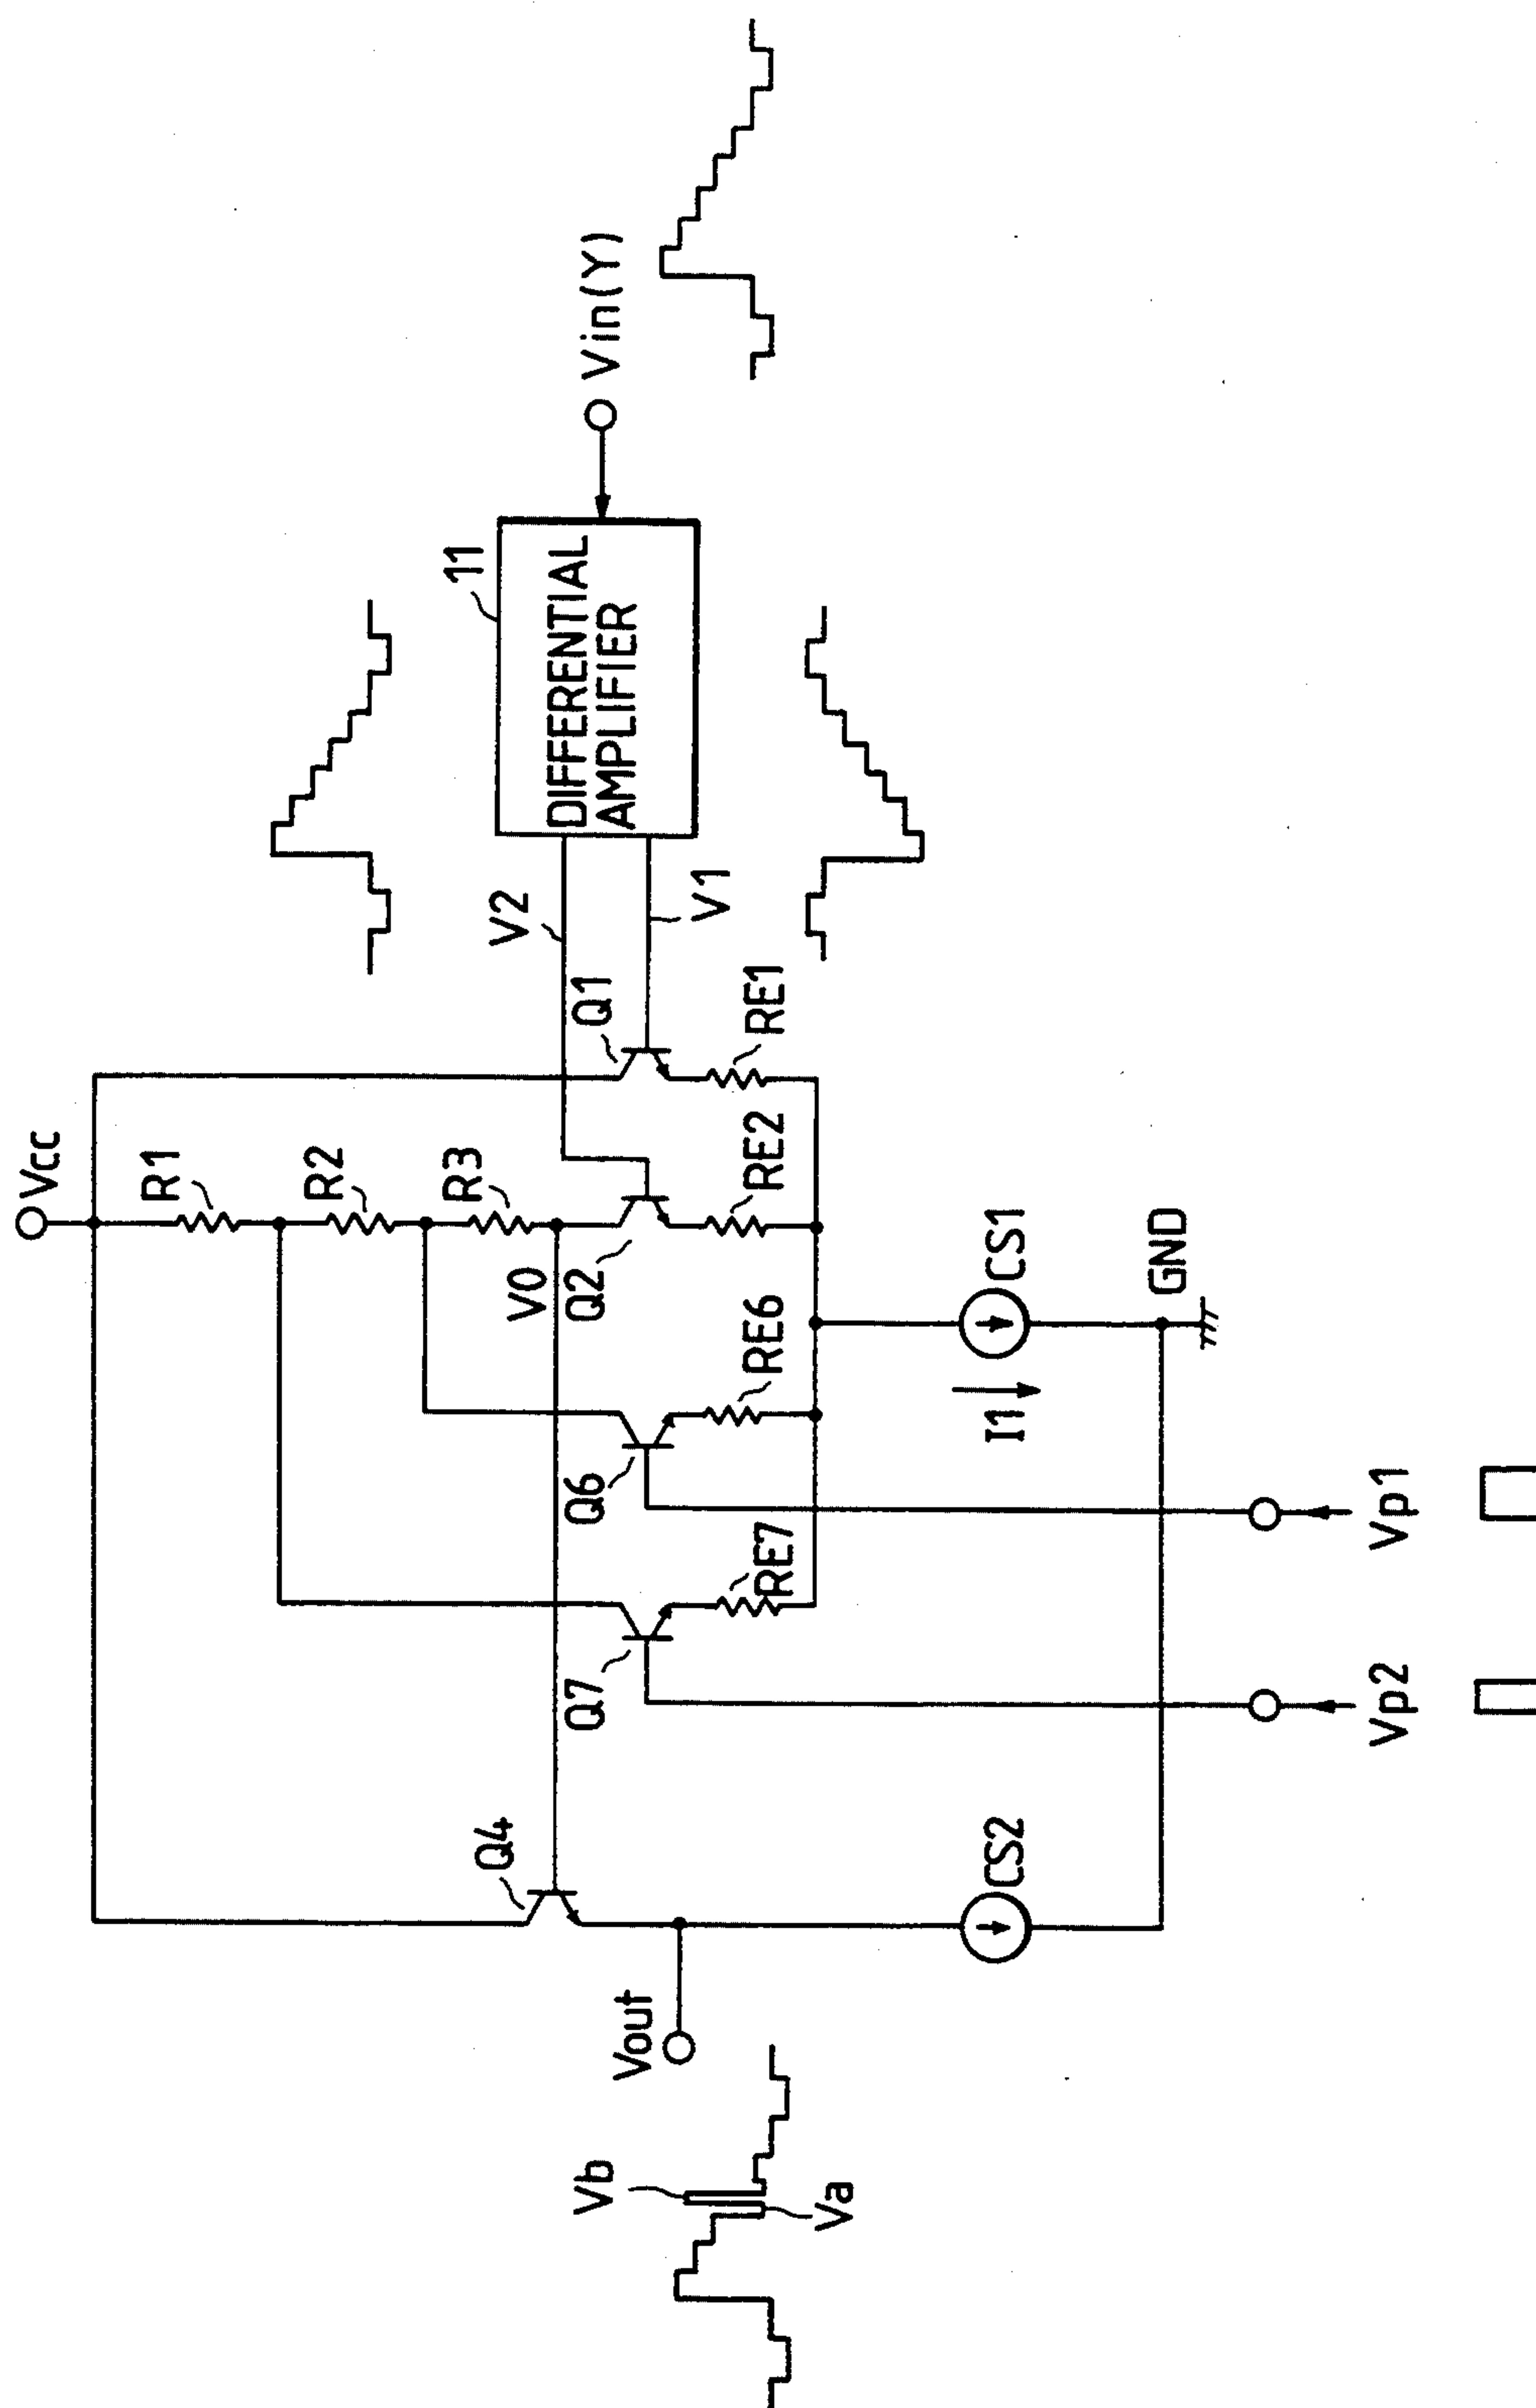 Vcc
R1
R2
R3
V0
Q1
Q2
Q6
Q7
Q4
RE1
RE2
RE6
RE7
V2
V1
11
DIFFERENTIAL
AMPLIFIER
Vin(Y)
CS1
I1
GND
CS2
Vp1
Vp2
Vout
Vb
Va